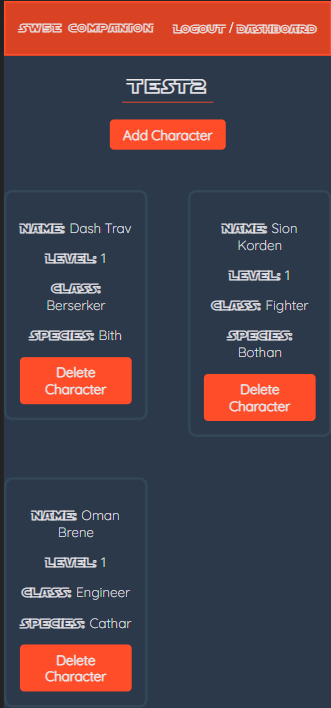 SW5E COMPANION
LOGOUT / DASHBOARD
TEST2
Add Character
NAME: Dash Trav
LEVEL: 1
CLASS:
Berserker
SPECIES: Bith
Delete
Character
NAME: Sion
Korden
LEVEL: 1
CLASS: Fighter
SPECIES:
Bothan
Delete
Character
NAME: Oman
Brene
LEVEL: 1
CLASS: Engineer
SPECIES: Cathar
Delete
Character